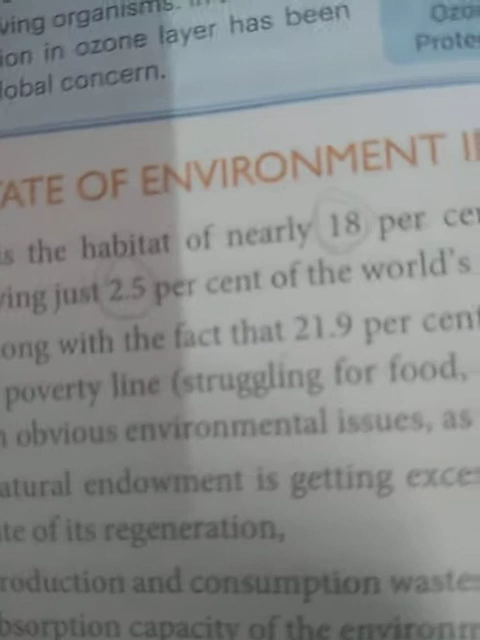 ving organisms. In
ion in ozone layer has been
lobal concern.
Ozo
Prote
ATE OF ENVIRONMENT I
is the habitat of nearly 18 per cen
ving just 2.5 per cent of the world's
ong with the fact that 21.9 per cent
poverty line (struggling for food,
n obvious environmental issues, as
atural endowment is getting exce
te of its regeneration,
roduction and consumption waste
bsorption capacity of the environm